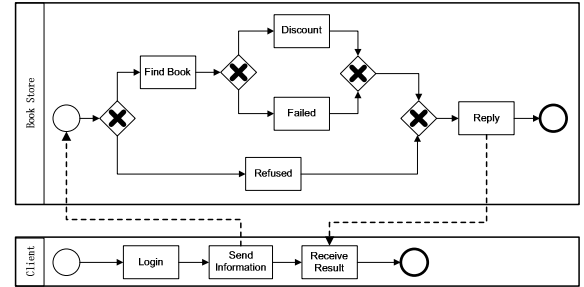 Book Store
Find Book
Discount
Failed
Refused
Reply
Client
Login
Send
Information
Receive
Result